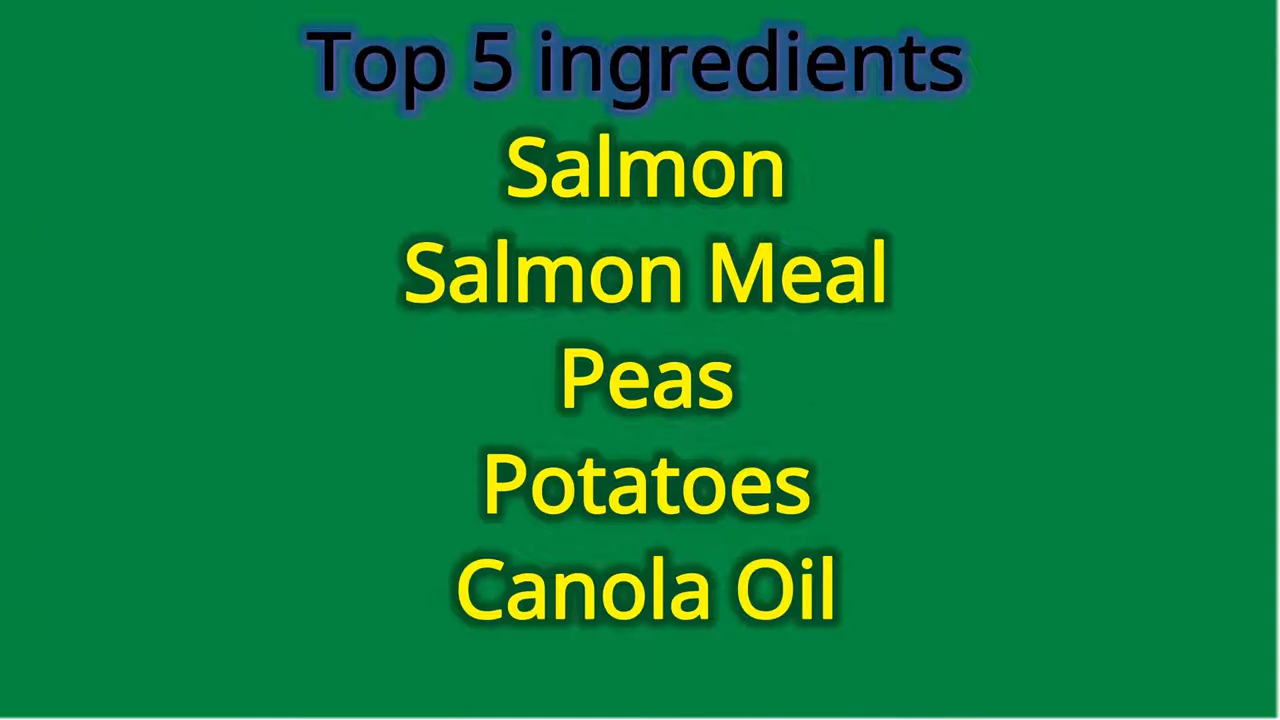 Top 5 ingredients
Salmon
Salmon Meal
Peas
Potatoes
Canola Oil